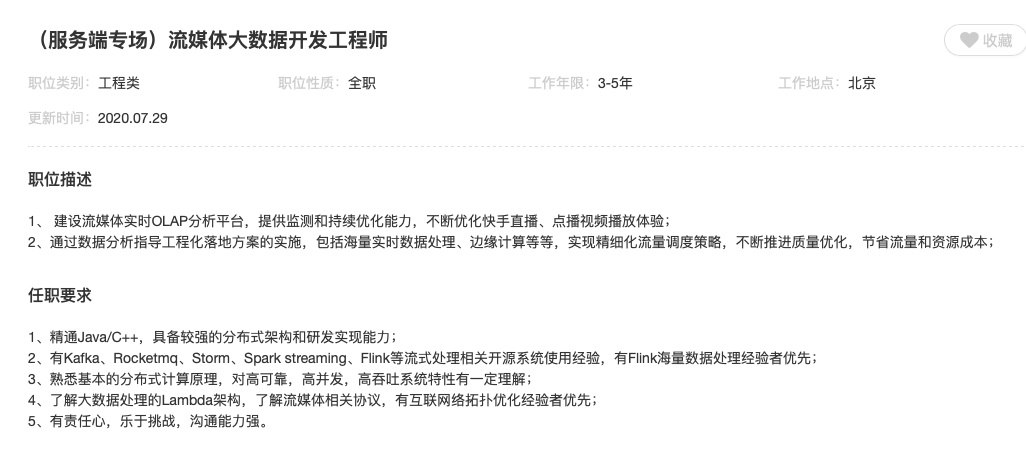 （服务端专场）流媒体大数据开发工程师
收藏
职位类别： 工程类 职位性质： 全职 工作年限： 3-5年 工作地点： 北京
更新时间： 2020.07.29
职位描述
1、 建设流媒体实时OLAP分析平台，提供监测和持续优化能力，不断优化快手直播、点播视频播放体验；
2、通过数据分析指导工程化落地方案的实施，包括海量实时数据处理、边缘计算等等，实现精细化流量调度策略，不断推进质量优化，节省流量和资源成本；
任职要求
1、精通Java/C++，具备较强的分布式架构和研发实现能力；
2、有Kafka、Rocketmq、Storm、Spark streaming、Flink等流式处理相关开源系统使用经验，有Flink海量数据处理经验者优先；
3、熟悉基本的分布式计算原理，对高可靠，高并发，高吞吐系统特性有一定理解；
4、了解大数据处理的Lambda架构，了解流媒体相关协议，有互联网络拓扑优化经验者优先；
5、有责任心，乐于挑战，沟通能力强。